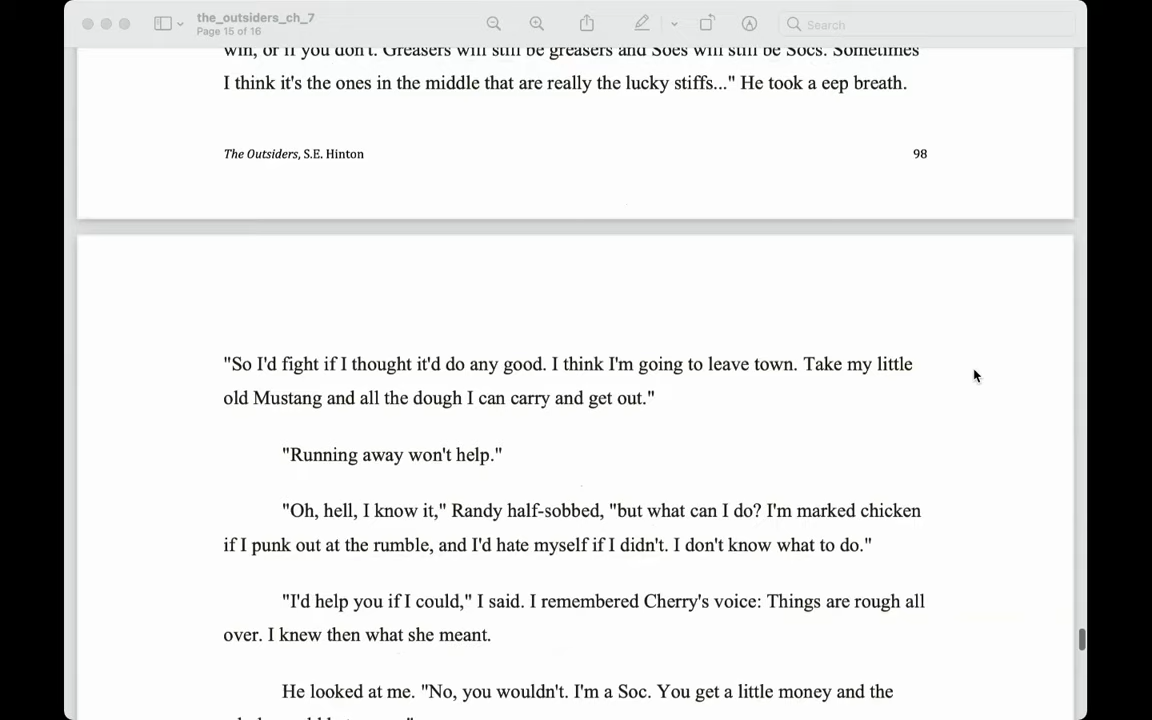 the_outsiders_ch_7
Page 15 of 16
Search
win, or if you don't. Greasers will still be greasers and Socs will still be Socs. Sometimes
I think it's the ones in the middle that are really the lucky stiffs..." He took a eep breath.
The Outsiders, S.E. Hinton 98
"So I'd fight if I thought it'd do any good. I think I'm going to leave town. Take my little
old Mustang and all the dough I can carry and get out."
"Running away won't help."
"Oh, hell, I know it," Randy half-sobbed, "but what can I do? I'm marked chicken
if I punk out at the rumble, and I'd hate myself if I didn't. I don't know what to do."
"I'd help you if I could," I said. I remembered Cherry's voice: Things are rough all
over. I knew then what she meant.
He looked at me. "No, you wouldn't. I'm a Soc. You get a little money and the